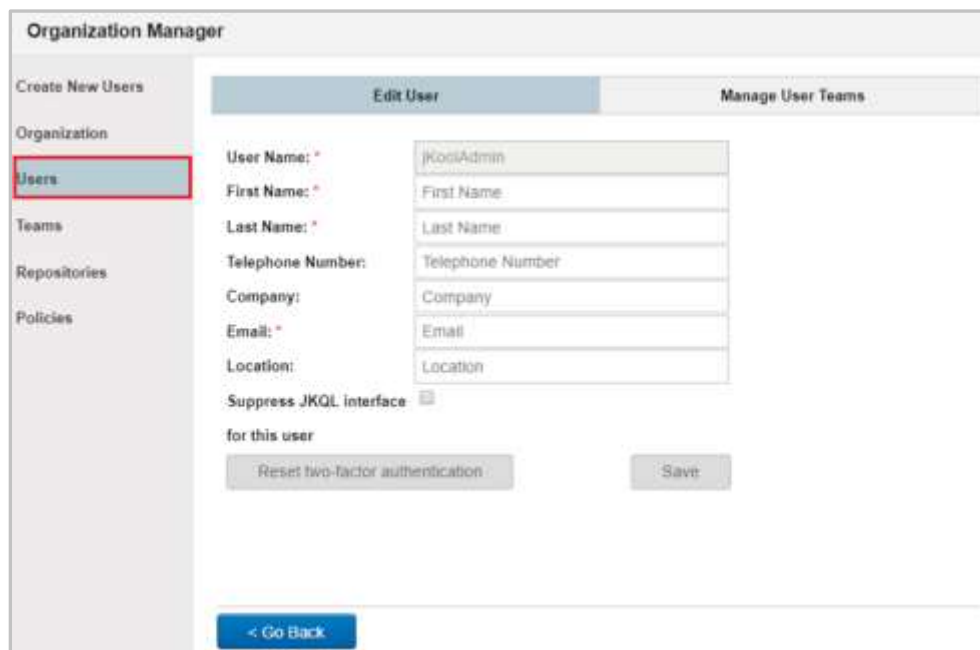 Organization Manager
Create New Users
Organization
Users
Teams
Repositories
Policies
Edit User
Manage User Teams
User Name: *
jKoolAdmin
First Name: *
First Name
Last Name: *
Last Name
Telephone Number:
Telephone Number
Company:
Company
Email: *
Email
Location:
Location
Suppress JKQL interface
for this user
Reset two-factor authentication
Save
< Go Back